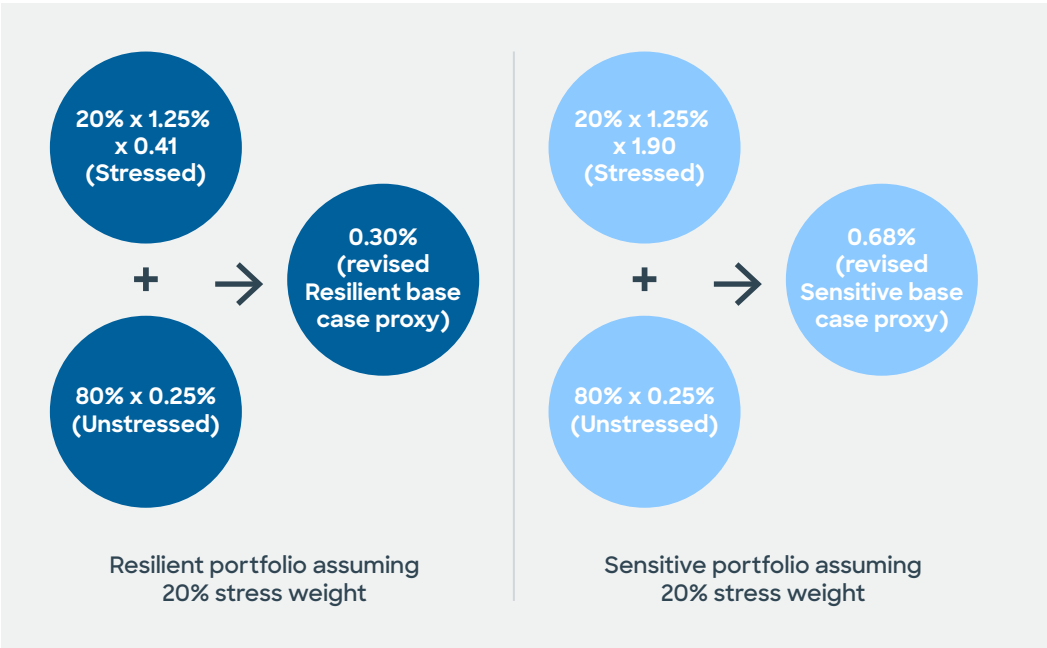 20% x 1.25%
x 0.41
(Stressed)
+
80% x 0.25%
(Unstressed)
0.30%
(revised
Resilient base
case proxy)
Resilient portfolio assuming
20% stress weight
20% x 1.25%
x 1.90
(Stressed)
+
80% x 0.25%
(Unstressed)
0.68%
(revised
Sensitive base
case proxy)
Sensitive portfolio assuming
20% stress weight